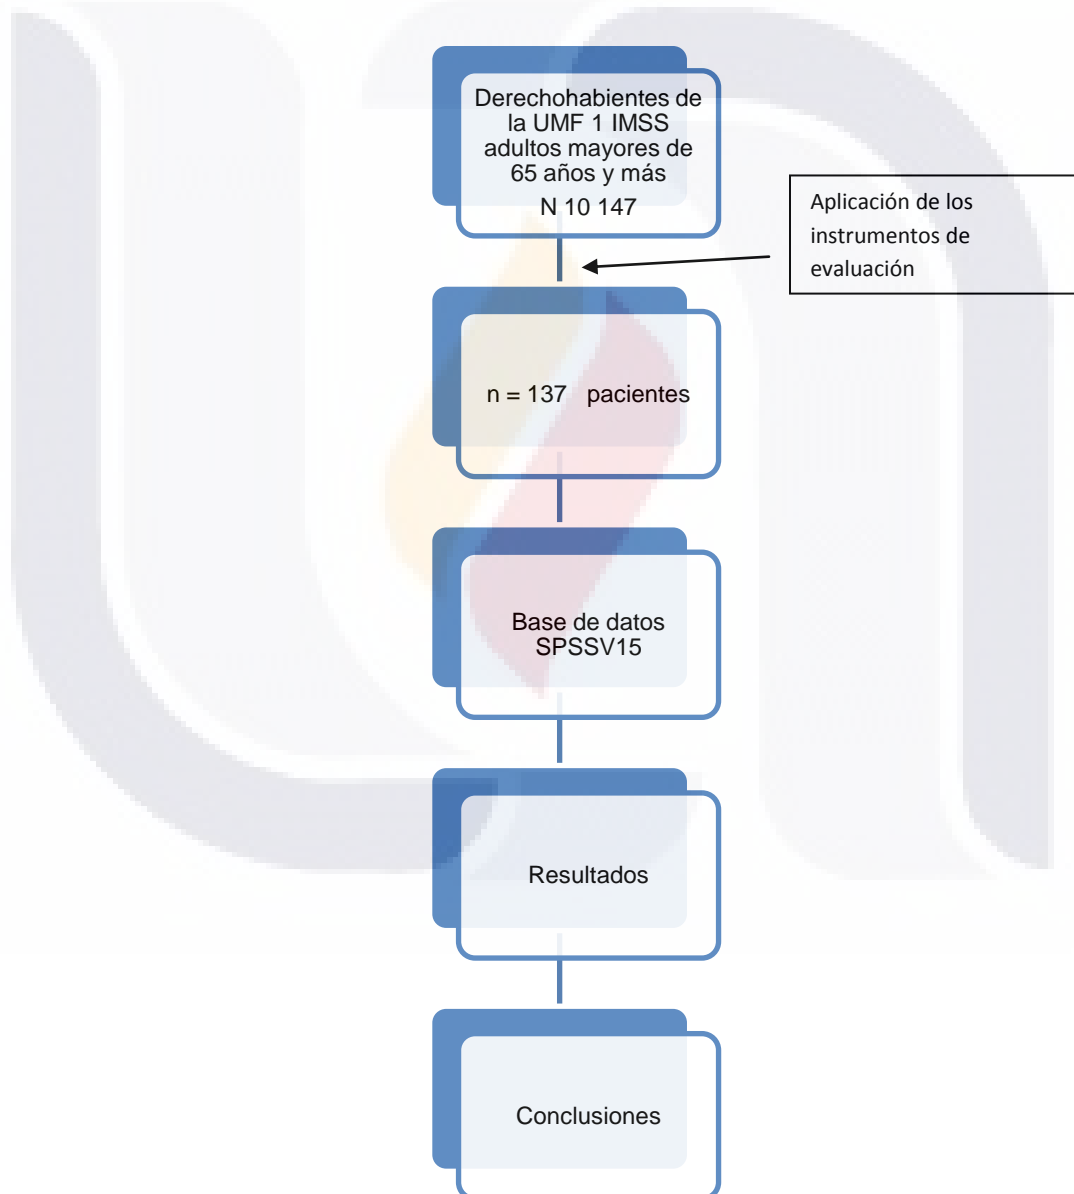 Derechohabientes de
la UMF 1 IMSS
adultos mayores de
65 años y más
N 10 147
Aplicación de los
instrumentos de
evaluación
n = 137 pacientes
Base de datos
SPSSV15
Resultados
Conclusiones